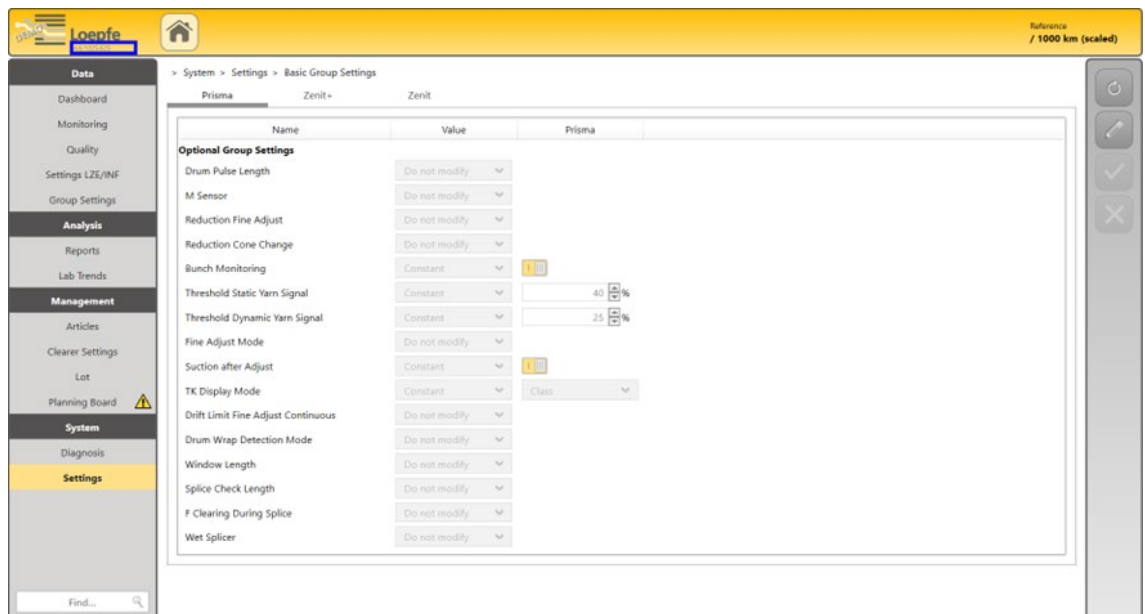 DEMO
Loepfe
Reference
/ 1000 km (scaled)
Data
Dashboard
Monitoring
Quality
Settings LZE/INF
Group Settings
Analysis
Reports
Lab Trends
Management
Articles
Clearer Settings
Lot
Planning Board
System
Diagnosis
Settings
Find...
> System > Settings > Basic Group Settings
Prisma Zenit+ Zenit
Name Value Prisma
Optional Group Settings
Drum Pulse Length Do not modify
M Sensor Do not modify
Reduction Fine Adjust Do not modify
Reduction Cone Change Do not modify
Bunch Monitoring Constant
Threshold Static Yarn Signal Constant 40 %
Threshold Dynamic Yarn Signal Constant 25 %
Fine Adjust Mode Do not modify
Suction after Adjust Constant
TK Display Mode Constant Class
Drift Limit Fine Adjust Continuous Do not modify
Drum Wrap Detection Mode Do not modify
Window Length Do not modify
Splice Check Length Do not modify
F Clearing During Splice Do not modify
Wet Splicer Do not modify